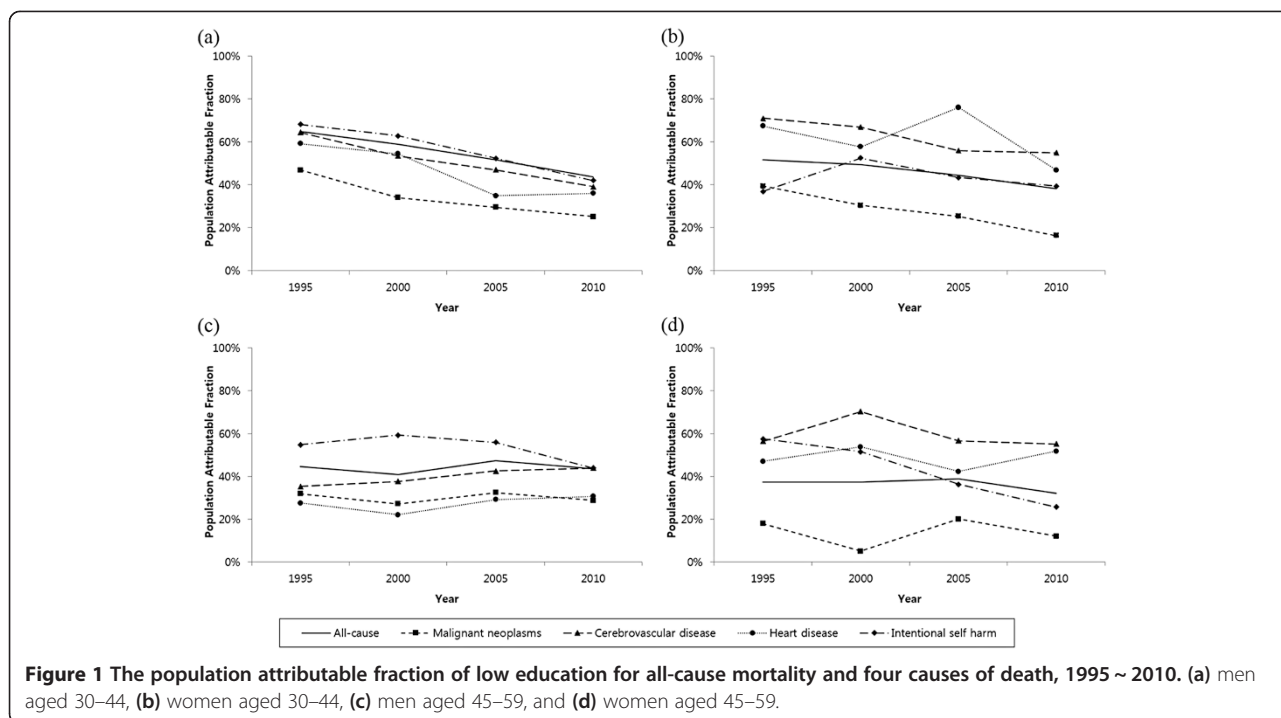 (a)
100%
80%
60%
40%
20%
0%
Population Attributable Fraction
1995 2000 2005 2010
Year
(b)
100%
80%
60%
40%
20%
0%
Population Attributable Fraction
1995 2000 2005 2010
Year
(c)
100%
80%
60%
40%
20%
0%
Population Attributable Fraction
1995 2000 2005 2010
Year
(d)
100%
80%
60%
40%
20%
0%
Population Attributable Fraction
1995 2000 2005 2010
Year
All-cause Malignant neoplasms Cerebrovascular disease Heart disease Intentional self harm
Figure 1 The population attributable fraction of low education for all-cause mortality and four causes of death, 1995 ~ 2010. (a) men
aged 30–44, (b) women aged 30–44, (c) men aged 45–59, and (d) women aged 45–59.